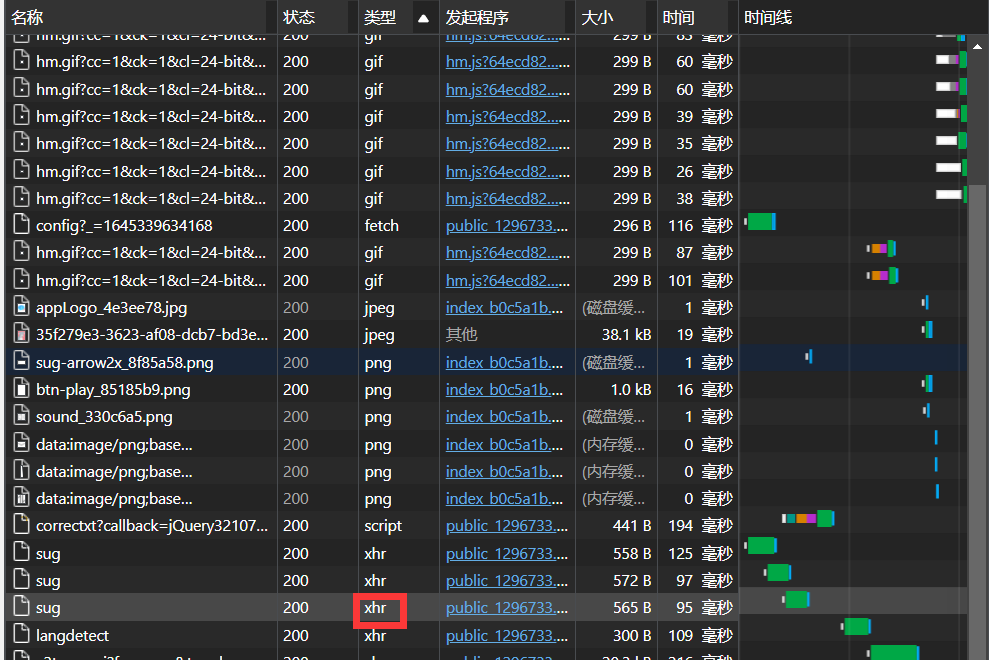 名称 状态 类型 发起程序 大小 时间 时间线
hm.gif?cc=1&ck=1&cl=24-bit&... 200 gif hm.js?64ecd82...... 299 B 83 毫秒
hm.gif?cc=1&ck=1&cl=24-bit&... 200 gif hm.js?64ecd82...... 299 B 60 毫秒
hm.gif?cc=1&ck=1&cl=24-bit&... 200 gif hm.js?64ecd82...... 299 B 60 毫秒
hm.gif?cc=1&ck=1&cl=24-bit&... 200 gif hm.js?64ecd82...... 299 B 39 毫秒
hm.gif?cc=1&ck=1&cl=24-bit&... 200 gif hm.js?64ecd82...... 299 B 35 毫秒
hm.gif?cc=1&ck=1&cl=24-bit&... 200 gif hm.js?64ecd82...... 299 B 26 毫秒
hm.gif?cc=1&ck=1&cl=24-bit&... 200 gif hm.js?64ecd82...... 299 B 38 毫秒
config?_=1645339634168 200 fetch public_1296733.... 296 B 116 毫秒
hm.gif?cc=1&ck=1&cl=24-bit&... 200 gif hm.js?64ecd82...... 299 B 87 毫秒
hm.gif?cc=1&ck=1&cl=24-bit&... 200 gif hm.js?64ecd82...... 299 B 101 毫秒
appLogo_4e3ee78.jpg 200 jpeg index_b0c5a1b.... (磁盘缓... 1 毫秒
35f279e3-3623-af08-dcb7-bd3e... 200 jpeg 其他 38.1 kB 19 毫秒
sug-arrow2x_8f85a58.png 200 png index_b0c5a1b.... (磁盘缓... 1 毫秒
btn-play_85185b9.png 200 png index_b0c5a1b.... 1.0 kB 16 毫秒
sound_330c6a5.png 200 png index_b0c5a1b.... (磁盘缓... 1 毫秒
data:image/png;base... 200 png index_b0c5a1b.... (内存缓... 0 毫秒
data:image/png;base... 200 png index_b0c5a1b.... (内存缓... 0 毫秒
data:image/png;base... 200 png index_b0c5a1b.... (内存缓... 0 毫秒
correctxt?callback=jQuery32107... 200 script public_1296733.... 441 B 194 毫秒
sug 200 xhr public_1296733.... 558 B 125 毫秒
sug 200 xhr public_1296733.... 572 B 97 毫秒
sug 200 xhr public_1296733.... 565 B 95 毫秒
langdetect 200 xhr public_1296733.... 300 B 109 毫秒